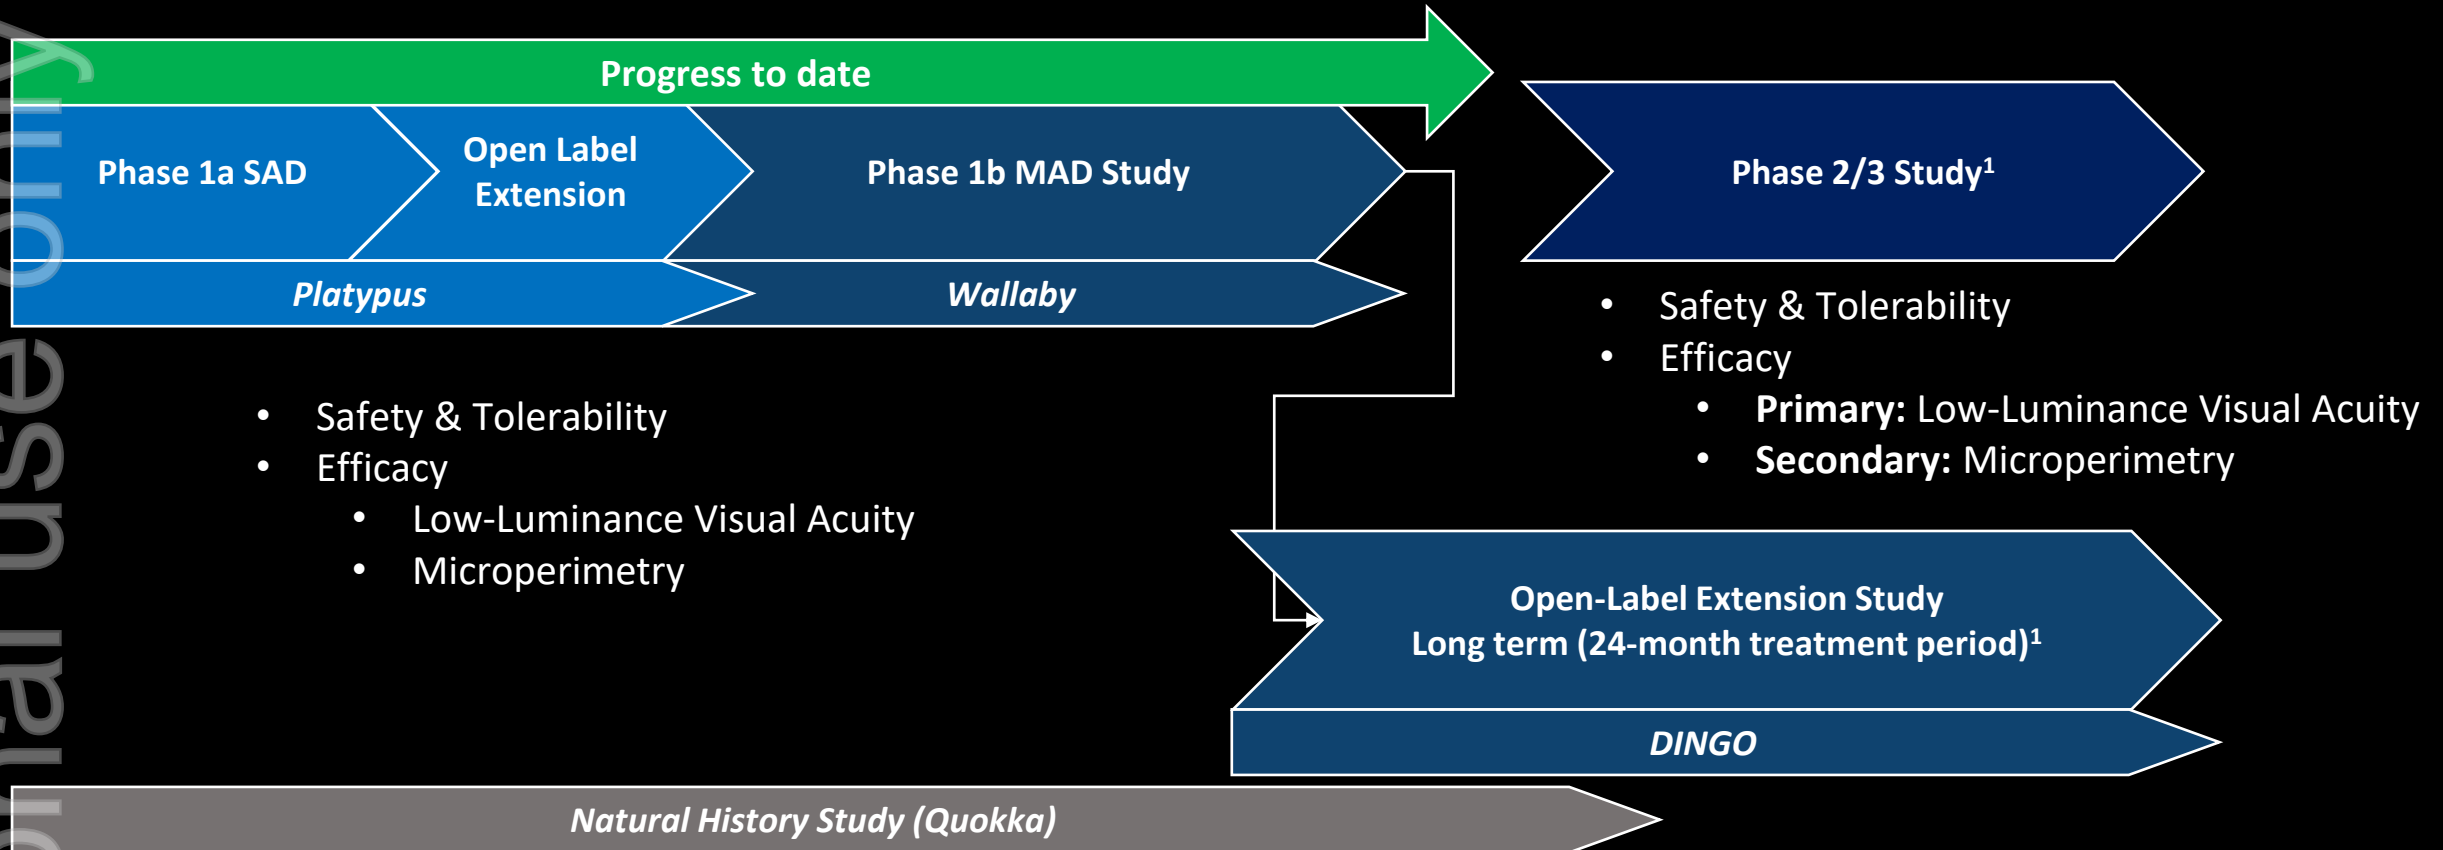 Progress to date
Phase 1a SAD
Open Label
Extension
Phase 1b MAD Study
Phase 2/3 Study¹
Platypus
Wallaby
• Safety & Tolerability
• Efficacy
• Low-Luminance Visual Acuity
• Microperimetry
• Safety & Tolerability
• Efficacy
• Primary: Low-Luminance Visual Acuity
• Secondary: Microperimetry
Open-Label Extension Study
Long term (24-month treatment period)¹
DINGO
Natural History Study (Quokka)
use only